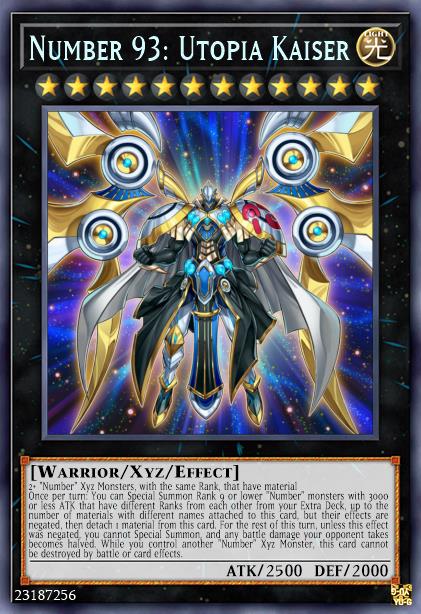 Number 93: Utopia Kaiser
LIGHT
光
[Warrior/Xyz/Effect]
2+ "Number" Xyz Monsters, with the same Rank, that have material
Once per turn: You can Special Summon Rank 9 or lower "Number" monsters with 3000
or less ATK that have different Ranks from each other from your Extra Deck, up to the
number of materials with different names attached to this card, but their effects are
negated, then detach 1 material from this card. For the rest of this turn, unless this effect
was negated, you cannot Special Summon, and any battle damage your opponent takes
becomes halved. While you control another "Number" Xyz Monster, this card cannot
be destroyed by battle or card effects.
ATK/2500 DEF/2000
23187256